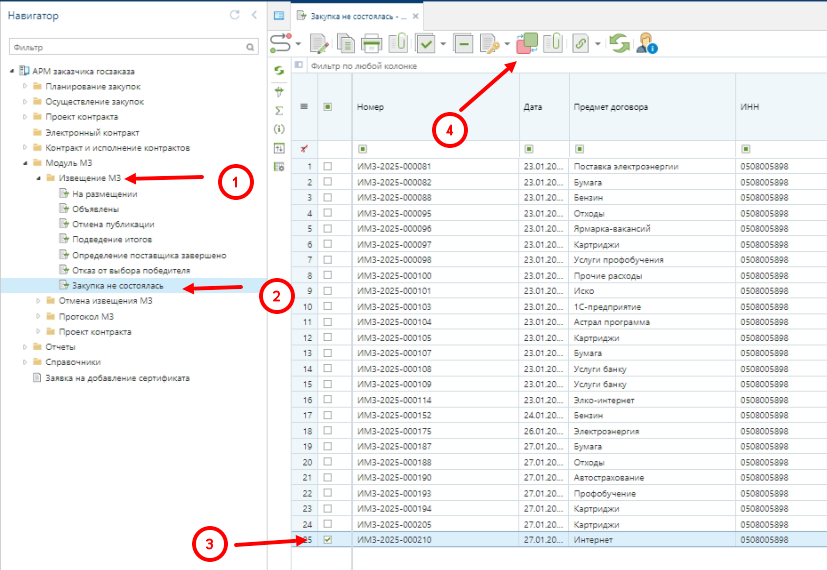 Навигатор
Закупка не состоялась - ...
Фильтр
Фильтр по любой колонке
АРМ заказчика госзаказа
Планирование закупок
Осуществление закупок
Проект контракта
Электронный контракт
Контракт и исполнение контрактов
Модуль МЗ
Извещение МЗ
На размещении
Объявлены
Отмена публикации
Подведение итогов
Определение поставщика завершено
Отказ от выбора победителя
Закупка не состоялась
Отмена извещения МЗ
Протокол МЗ
Проект контракта
Отчеты
Справочники
Заявка на добавление сертификата
1
2
3
4
Номер Дата Предмет договора ИНН
1 ИМЗ-2025-000081 23.01.20... Поставка электроэнергии 0508005898
2 ИМЗ-2025-000082 23.01.20... Бумага 0508005898
3 ИМЗ-2025-000088 23.01.20... Бензин 0508005898
4 ИМЗ-2025-000095 23.01.20... Отходы 0508005898
5 ИМЗ-2025-000096 23.01.20... Ярмарка-вакансий 0508005898
6 ИМЗ-2025-000097 23.01.20... Картриджи 0508005898
7 ИМЗ-2025-000098 23.01.20... Услуги профобучения 0508005898
8 ИМЗ-2025-000100 23.01.20... Прочие расходы 0508005898
9 ИМЗ-2025-000101 23.01.20... Иско 0508005898
10 ИМЗ-2025-000103 23.01.20... 1С-предприятие 0508005898
11 ИМЗ-2025-000104 23.01.20... Астрал программа 0508005898
12 ИМЗ-2025-000105 23.01.20... Картриджи 0508005898
13 ИМЗ-2025-000107 23.01.20... Бумага 0508005898
14 ИМЗ-2025-000108 23.01.20... Услуги банку 0508005898
15 ИМЗ-2025-000109 23.01.20... Услуги банку 0508005898
16 ИМЗ-2025-000114 23.01.20... Элко-интернет 0508005898
17 ИМЗ-2025-000152 24.01.20... Бензин 0508005898
18 ИМЗ-2025-000175 26.01.20... Электроэнергия 0508005898
19 ИМЗ-2025-000187 27.01.20... Бумага 0508005898
20 ИМЗ-2025-000188 27.01.20... Отходы 0508005898
21 ИМЗ-2025-000190 27.01.20... Автострахование 0508005898
22 ИМЗ-2025-000193 27.01.20... Профобучение 0508005898
23 ИМЗ-2025-000194 27.01.20... Картриджи 0508005898
24 ИМЗ-2025-000205 27.01.20... Картриджи 0508005898
25 ИМЗ-2025-000210 27.01.20... Интернет 0508005898